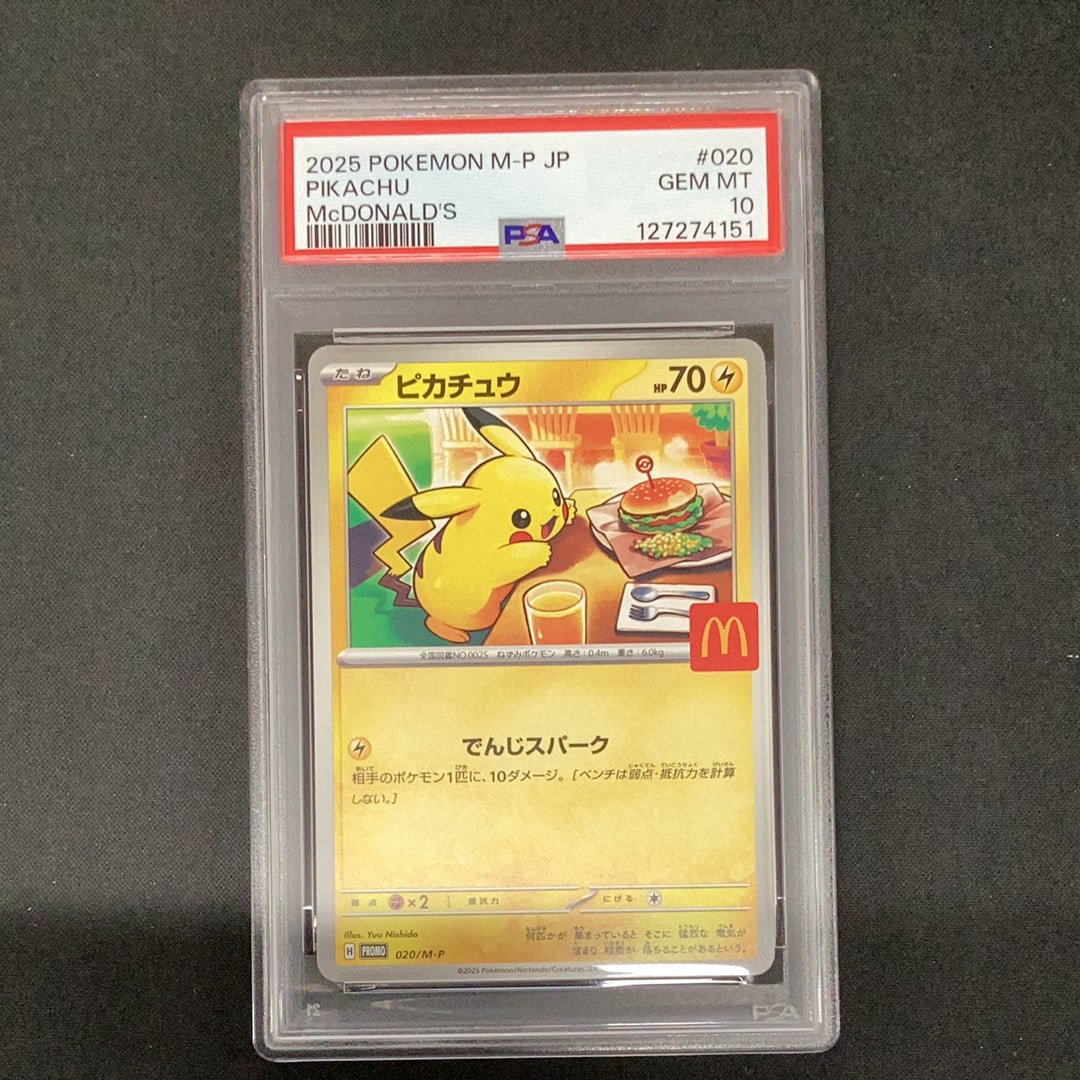 2025 POKEMON M-P JP #020
PIKACHU GEM MT
McDONALD'S 10
PSA 127274151
たね ピカチュウ HP 70
全国図鑑NO.0025 ねずみポケモン 高さ:0.4m 重さ:6.0kg
M
でんじスパーク
相手のポケモン1匹に、10ダメージ。[ベンチは弱点・抵抗力を計算
しない。]
弱点 ×2 抵抗力 にげる
Illus. Yuu Nishida
何匹かが 集まっていると そこに 猛烈な 電気が
溜まり 稲妻が 落ちることがあるという。
H PROMO 020/M-P
©2025 Pokémon/Nintendo/Creatures
PSA